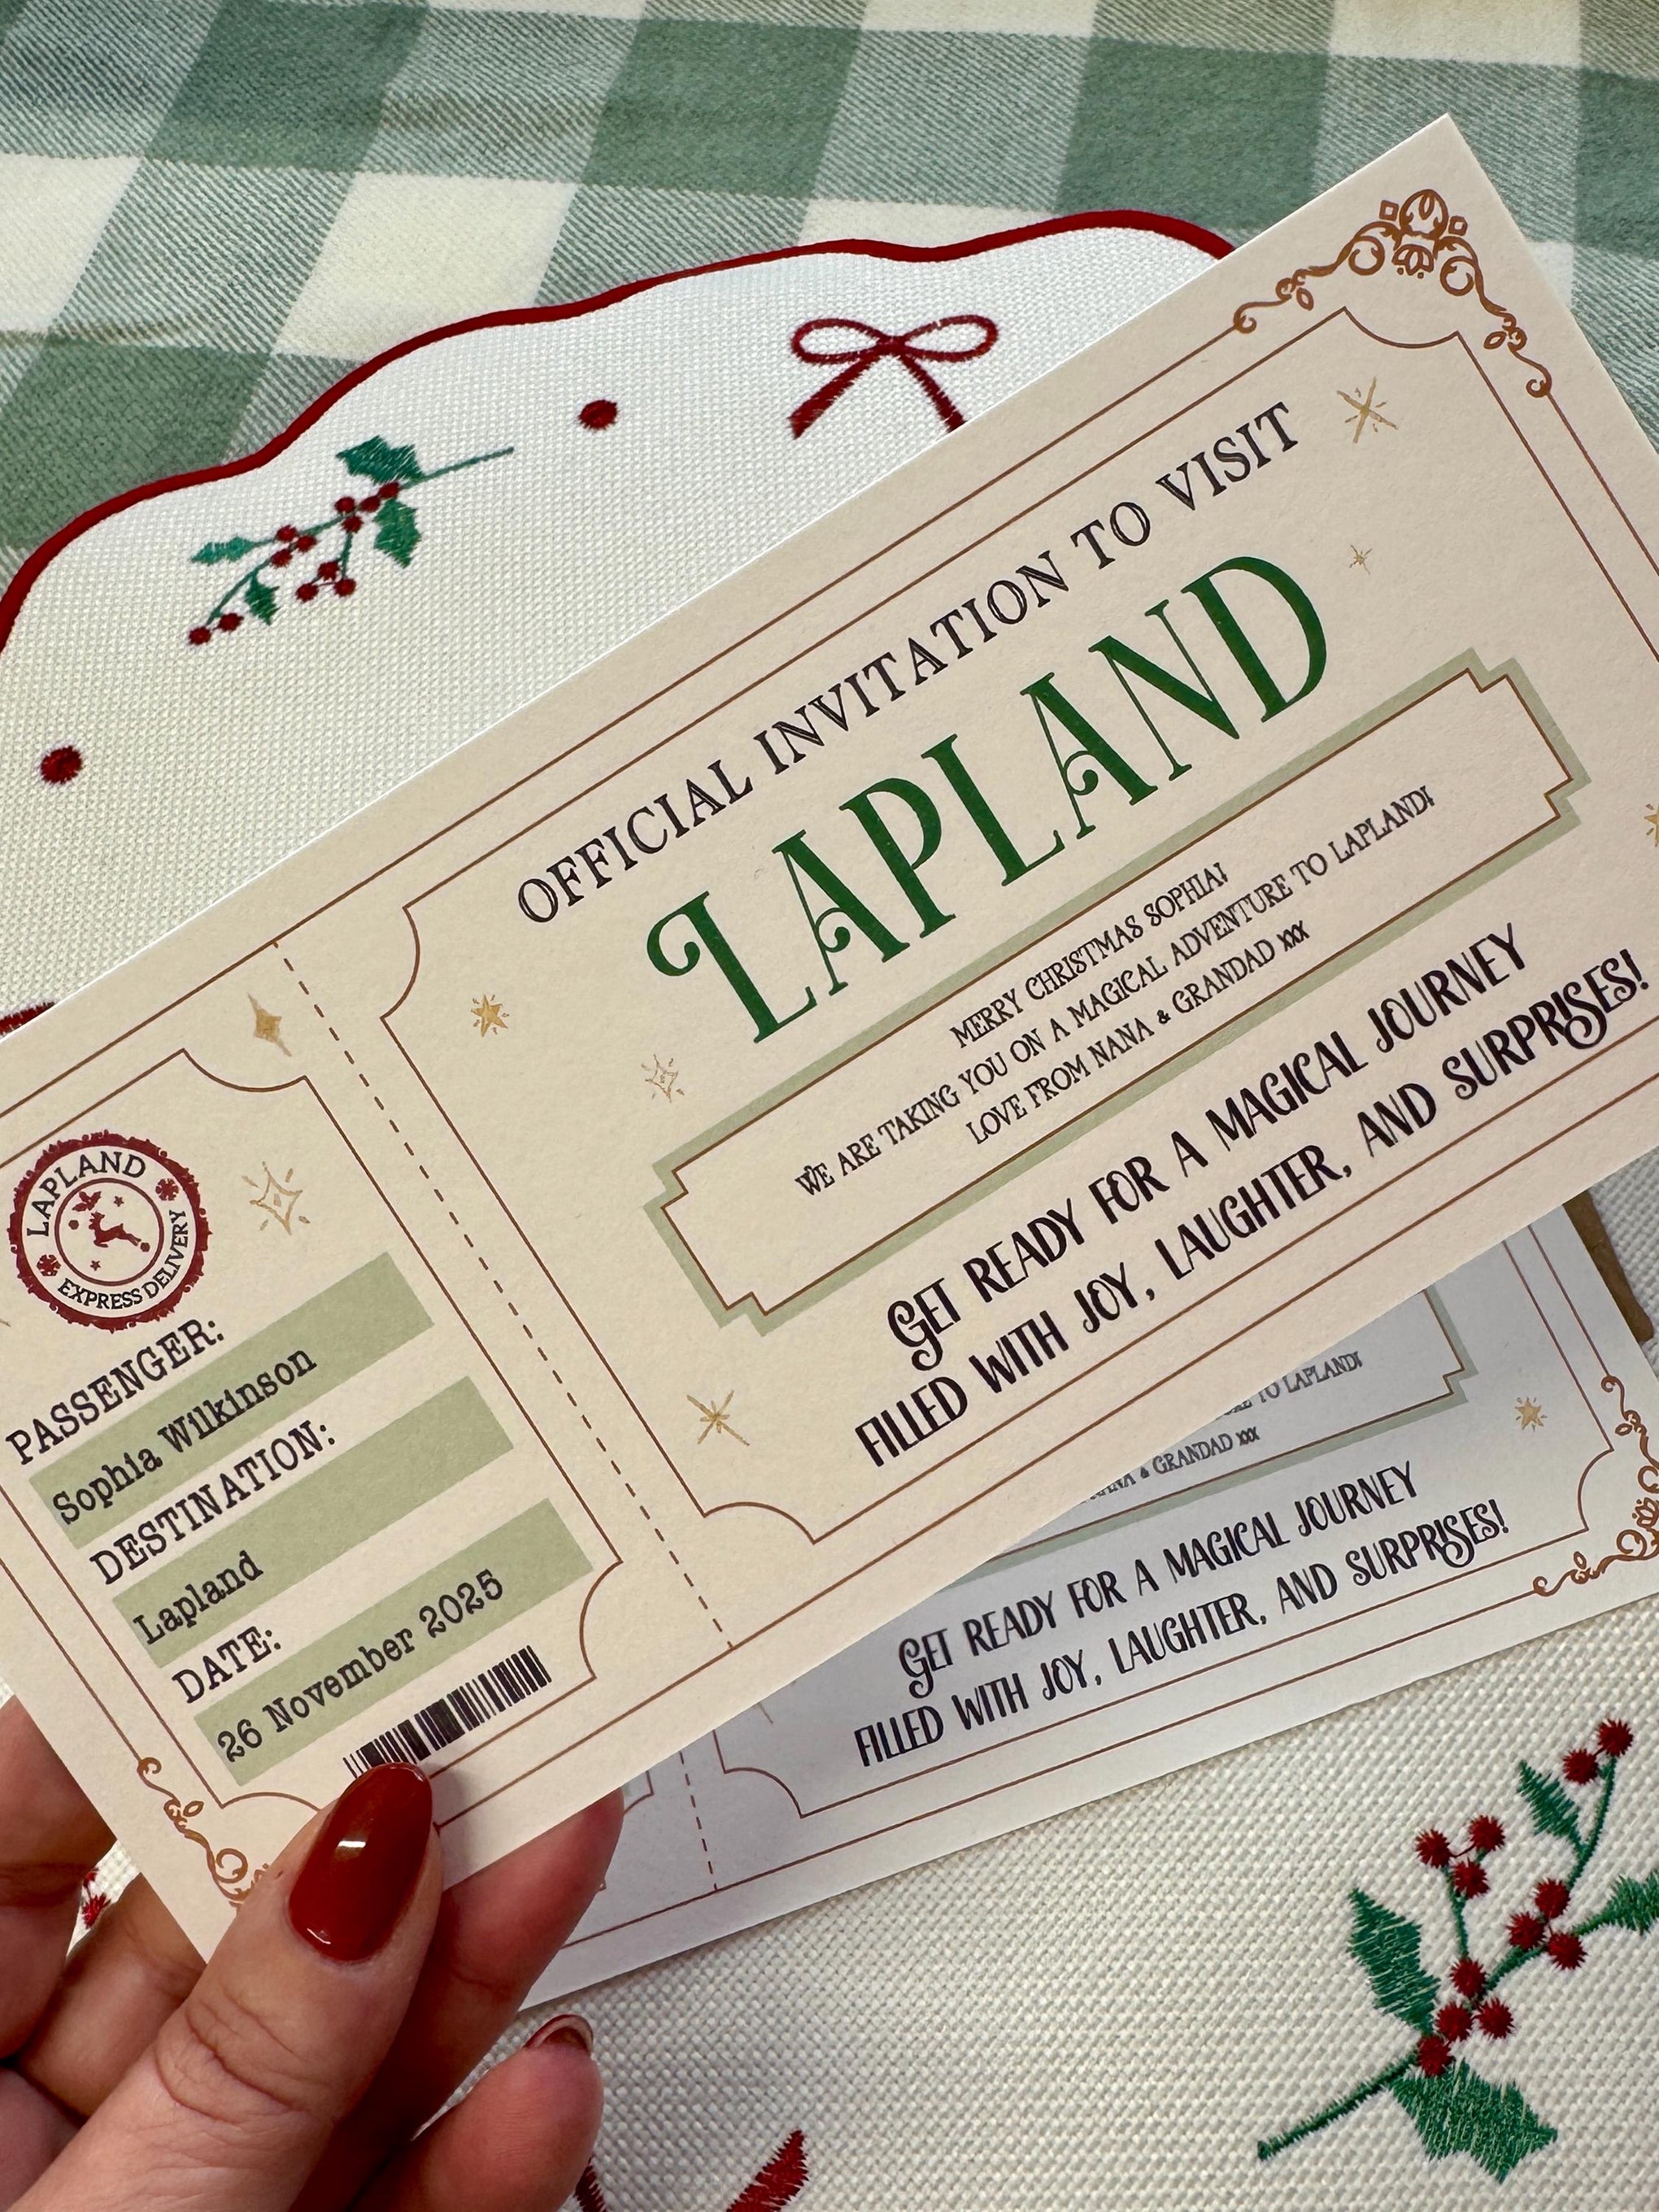 OFFICIAL INVITATION TO VISIT
LAPLAND
MERRY CHRISTMAS SOPHIA!
WE ARE TAKING YOU ON A MAGICAL ADVENTURE TO LAPLAND!
LOVE FROM NANA & GRANDAD XXX
GET READY FOR A MAGICAL JOURNEY
FILLED WITH JOY, LAUGHTER, AND SURPRISES!
LAPLAND
EXPRESS DELIVERY
PASSENGER:
Sophia Wilkinson
DESTINATION:
Lapland
DATE:
26 November 2025
TO LAPLAND!
NANA & GRANDAD XXX
GET READY FOR A MAGICAL JOURNEY
FILLED WITH JOY, LAUGHTER, AND SURPRISES!